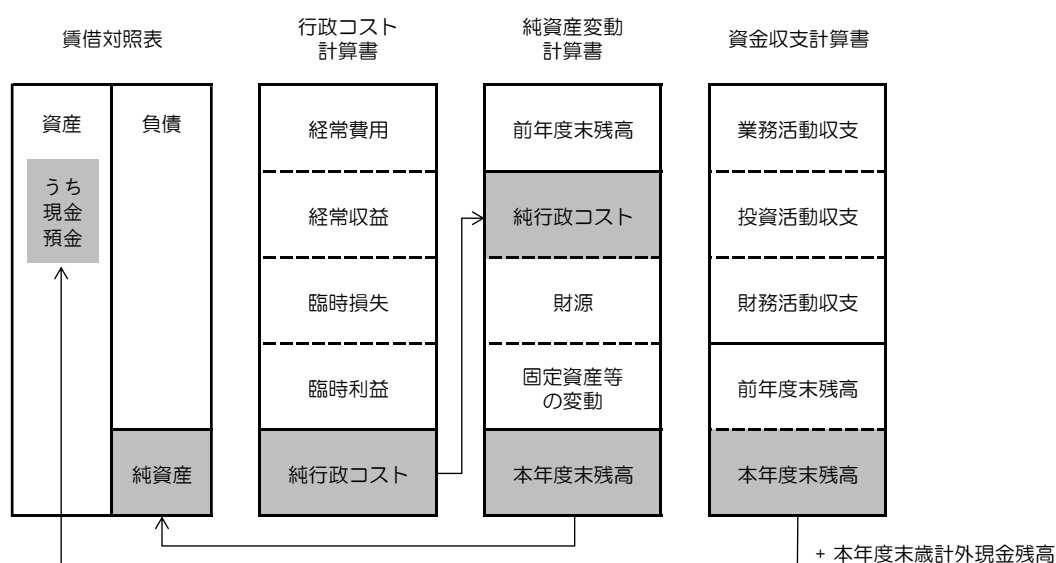 賃借対照表
行政コスト
計算書
純資産変動
計算書
資金収支計算書
資産
うち
現金
預金
負債
純資産
経常費用
経常収益
臨時損失
臨時利益
純行政コスト
前年度末残高
純行政コスト
財源
固定資産等
の変動
本年度末残高
業務活動収支
投資活動収支
財務活動収支
前年度末残高
本年度末残高
+ 本年度末歳計外現金残高